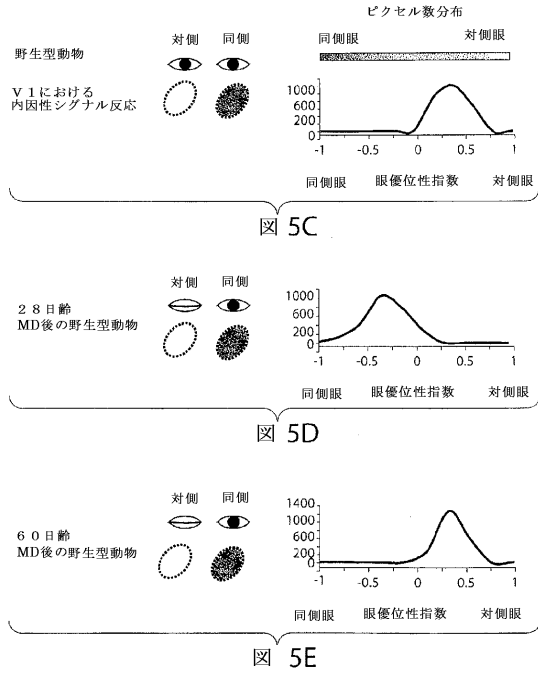 ピクセル数分布
野生型動物
対側 同側
同側眼 対側眼
V1における
内因性シグナル反応
1000
600
200
0
-1 -0.5 0 0.5 1
同側眼 眼優位性指数 対側眼
図 5C
対側 同側
28日齢
MD後の野生型動物
1000
600
200
0
-1 -0.5 0 0.5 1
同側眼 眼優位性指数 対側眼
図 5D
対側 同側
60日齢
MD後の野生型動物
1400
1000
600
200
0
-1 -0.5 0 0.5 1
同側眼 眼優位性指数 対側眼
図 5E